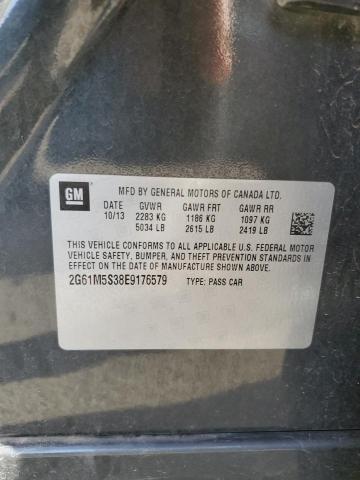 GM
MFD BY GENERAL MOTORS OF CANADA LTD.
10/13 GVWR GAWR FRT GAWR RR
2283 KG 1186 KG 1097 KG
5034 LB 2615 LB 2419 LB
THIS VEHICLE CONFORMS TO ALL APPLICABLE U.S. FEDERAL MOTOR
VEHICLE SAFETY, BUMPER, AND THEFT PREVENTION STANDARDS IN
EFFECT ON THE DATE OF MANUFACTURE SHOWN ABOVE.
2G61M5S38E9176579 TYPE: PASS CAR